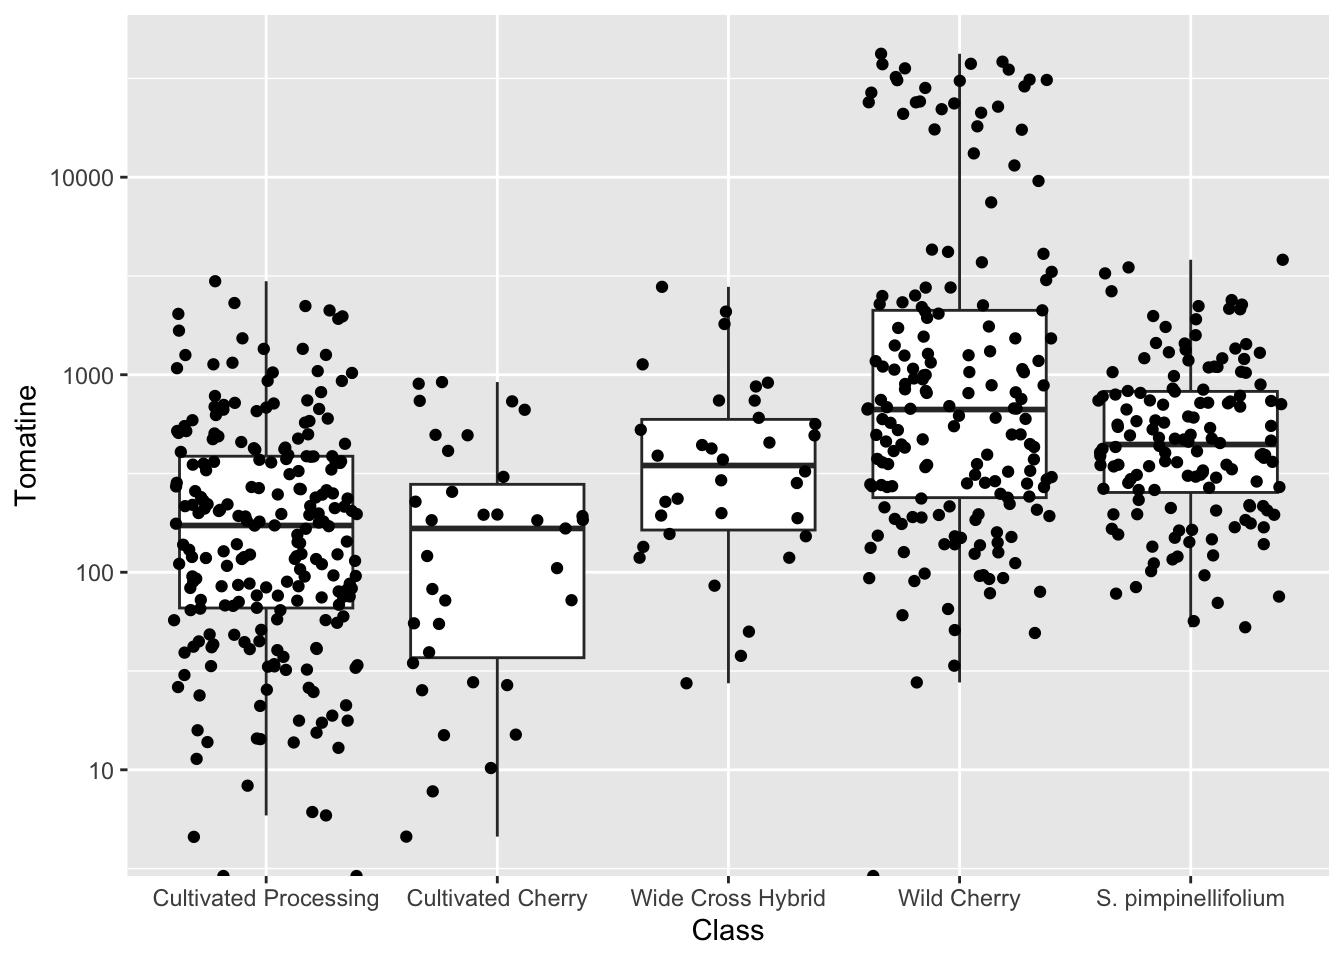 Tomatine
10000
1000
100
10
Cultivated Processing
Cultivated Cherry
Wide Cross Hybrid
Wild Cherry
S. pimpinellifolium
Class